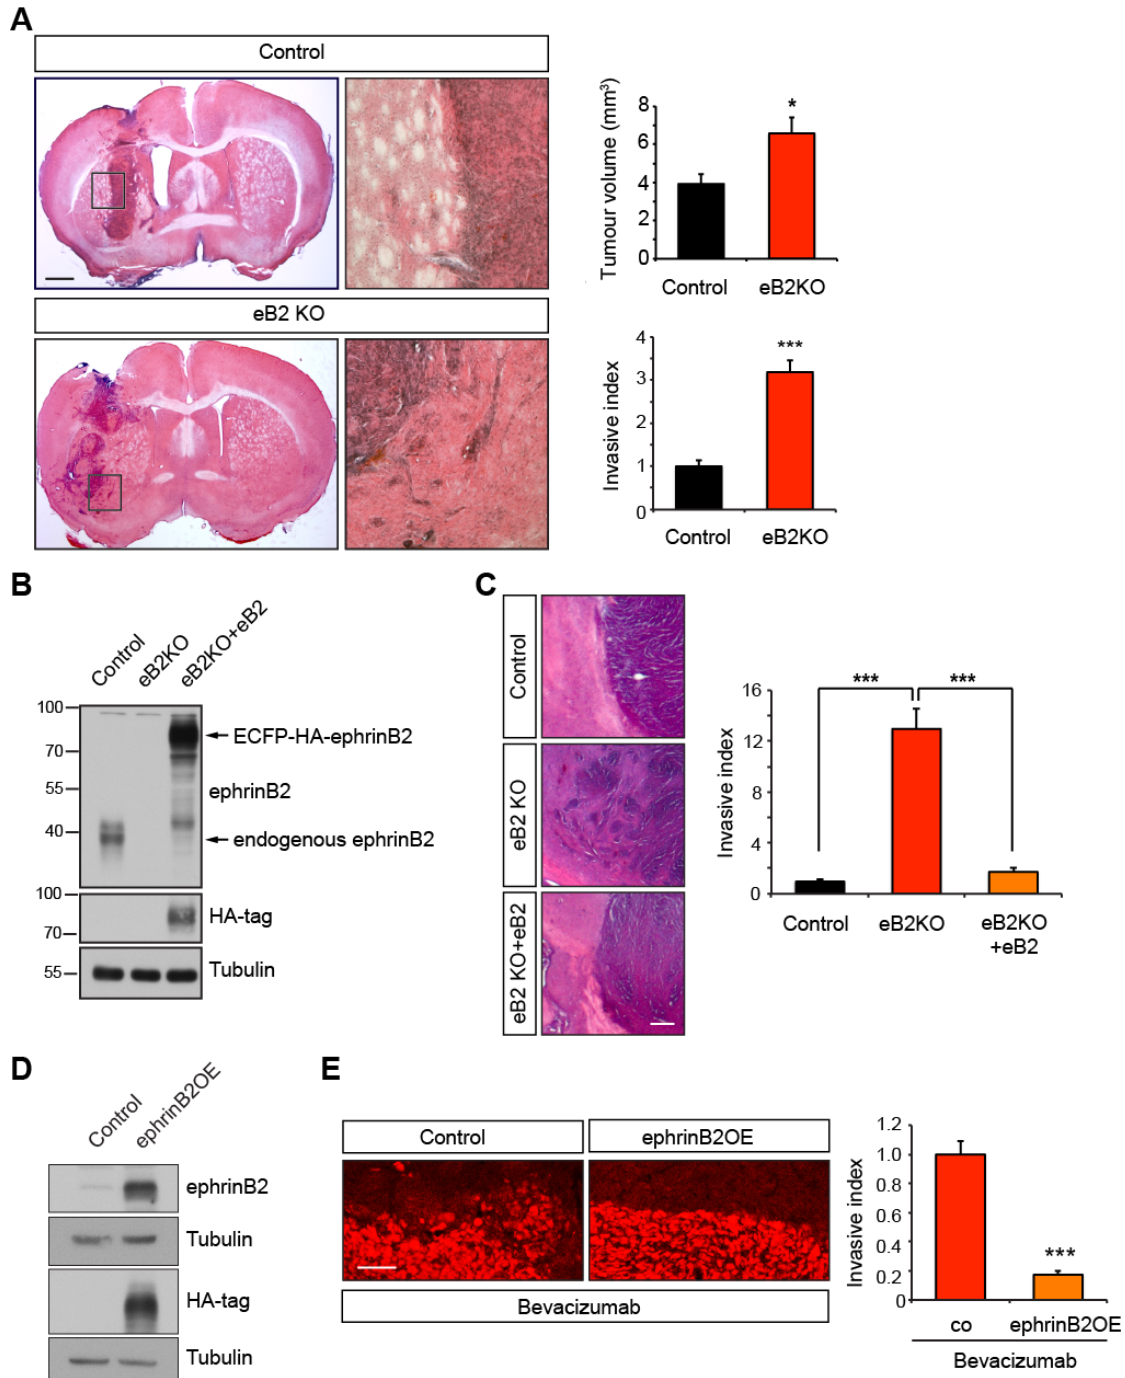 A
Control
eB2 KO
Tumour volume (mm³)
8
6
4
2
0
*
Control
eB2KO
Invasive index
4
3
2
1
0
***
Control
eB2KO
B
Control
eB2KO
eB2KO+eB2
100
70
55
40
ECFP-HA-ephrinB2
ephrinB2
endogenous ephrinB2
100
70
HA-tag
55
Tubulin
C
Control
eB2 KO
eB2 KO+eB2
Invasive index
16
12
8
4
0
***
***
Control
eB2KO
eB2KO
+eB2
D
Control
ephrinB2OE
ephrinB2
Tubulin
HA-tag
Tubulin
E
Control
ephrinB2OE
Bevacizumab
Invasive index
1.2
1.0
0.8
0.6
0.4
0.2
0
***
co
ephrinB2OE
Bevacizumab